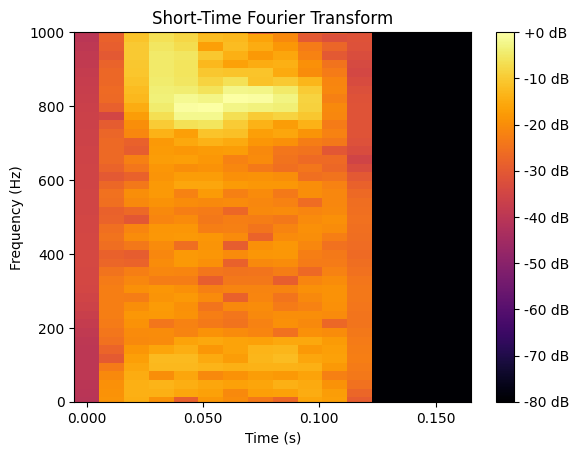 Short-Time Fourier Transform
1000
800
600
400
200
0
Frequency (Hz)
0.000
0.050
0.100
0.150
Time (s)
+0 dB
-10 dB
-20 dB
-30 dB
-40 dB
-50 dB
-60 dB
-70 dB
-80 dB